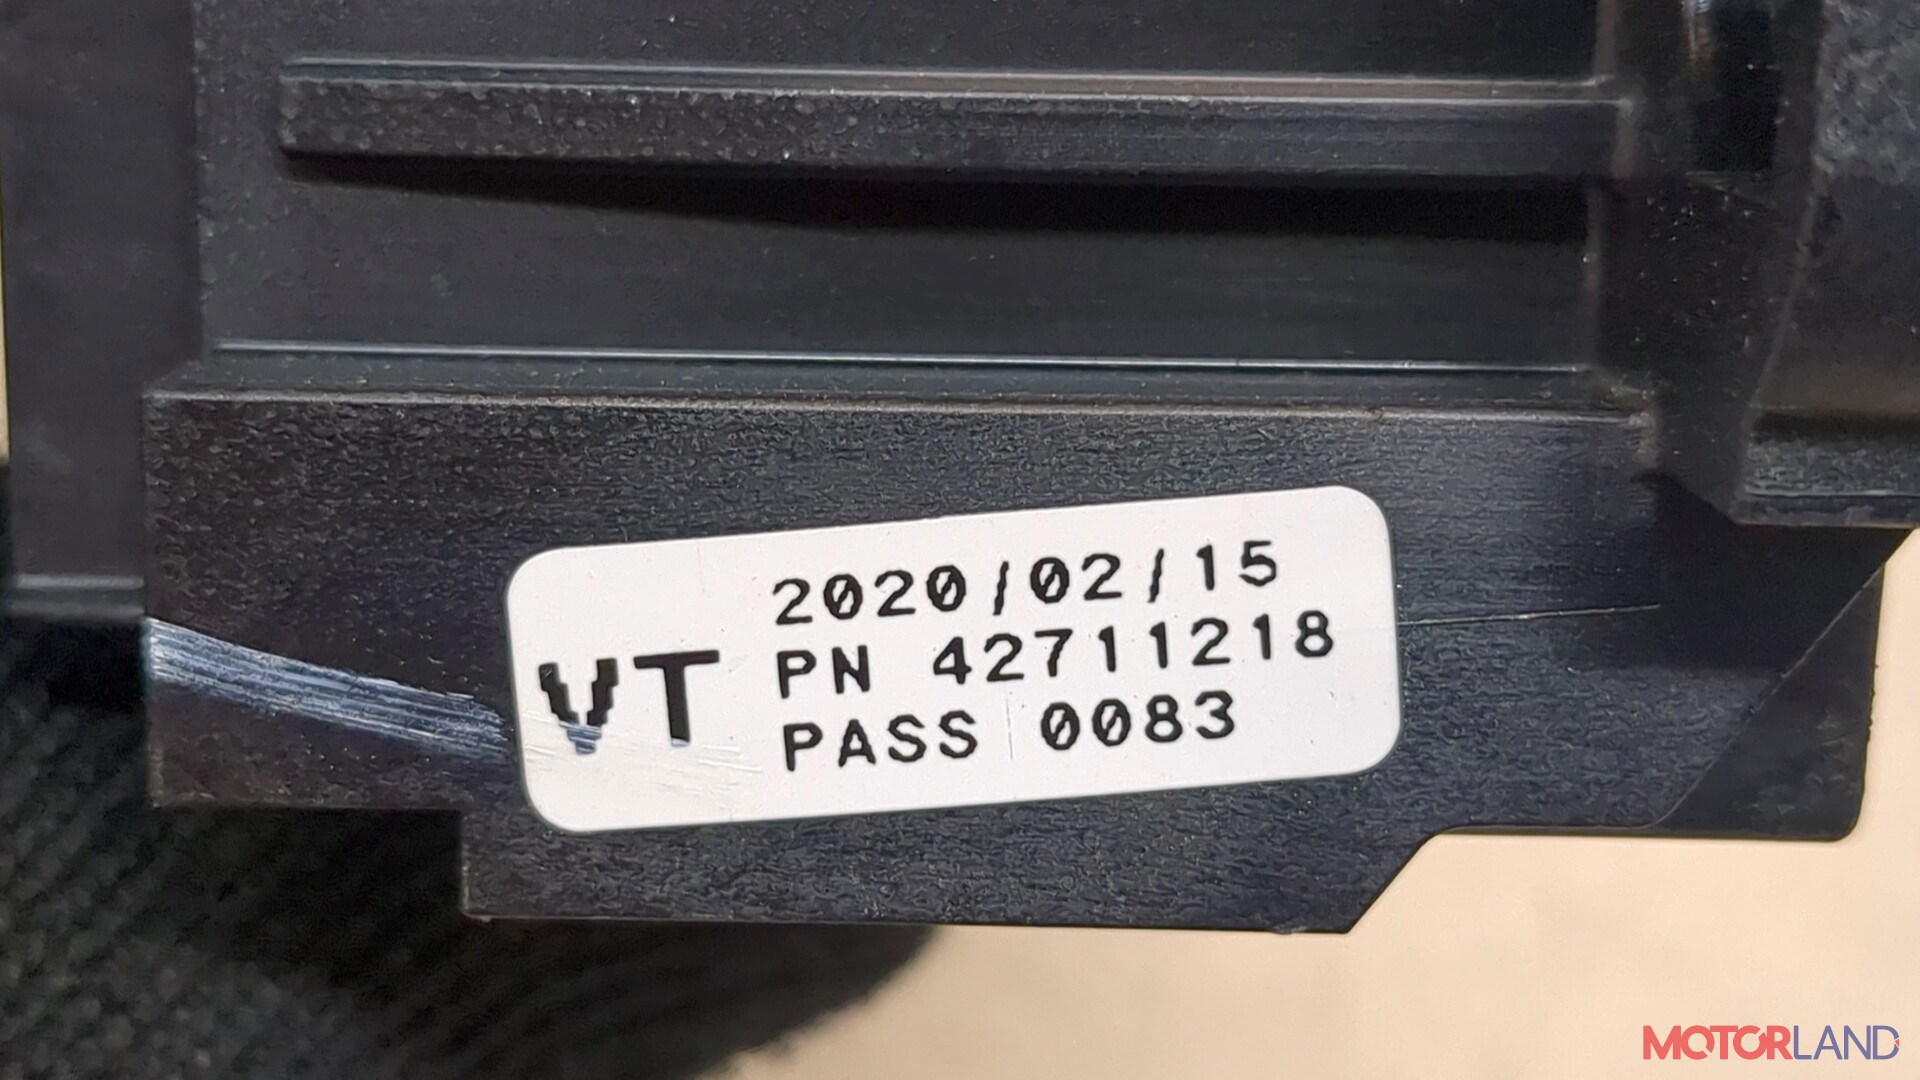 2020/02/15
VT PN 42711218
PASS 0083
MOTORLAND